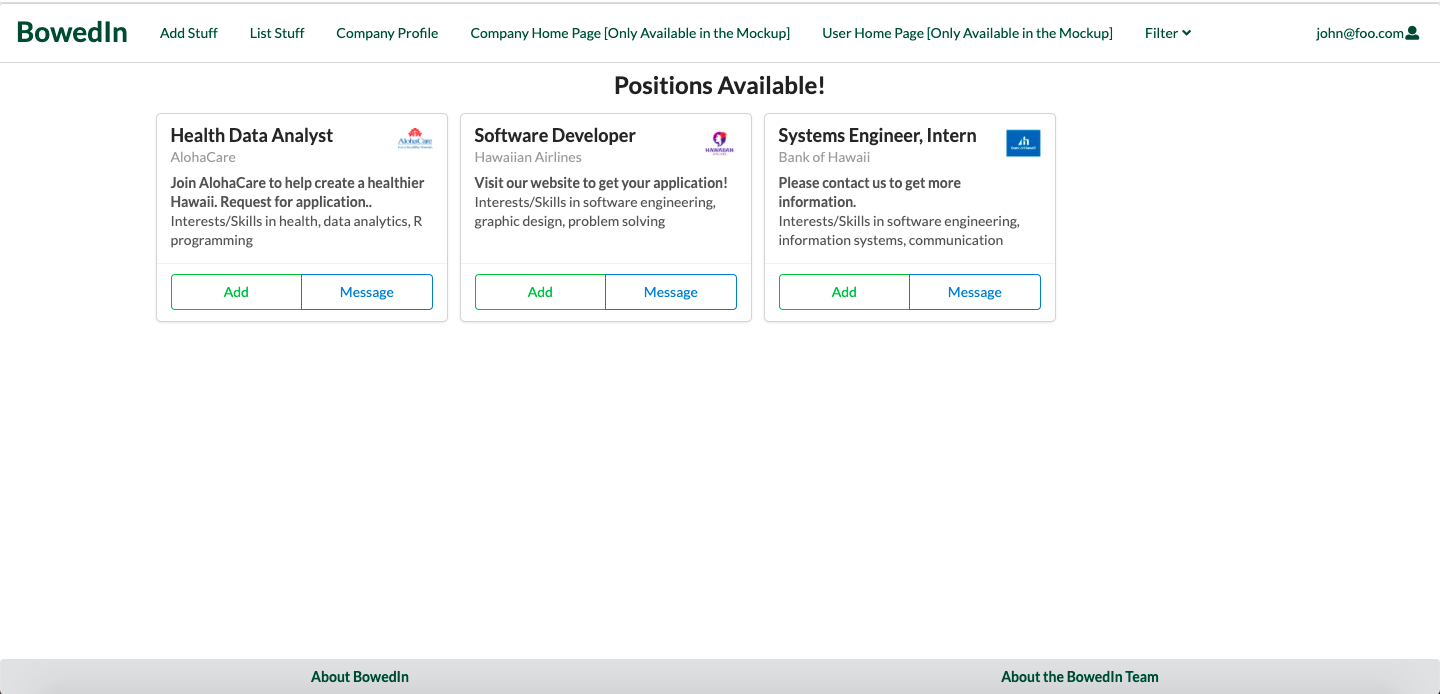 BowedIn Add Stuff List Stuff Company Profile Company Home Page [Only Available in the Mockup] User Home Page [Only Available in the Mockup] Filter john@foo.com
Positions Available!
Health Data Analyst
AlohaCare
AlohaCare
Join AlohaCare to help create a healthier
Hawaii. Request for application..
Interests/Skills in health, data analytics, R
programming
Add Message
Software Developer
HAWAIIAN
Hawaiian Airlines
Visit our website to get your application!
Interests/Skills in software engineering,
graphic design, problem solving
Add Message
Systems Engineer, Intern
Bank of Hawaii
Bank of Hawaii
Please contact us to get more
information.
Interests/Skills in software engineering,
information systems, communication
Add Message
About BowedIn About the BowedIn Team